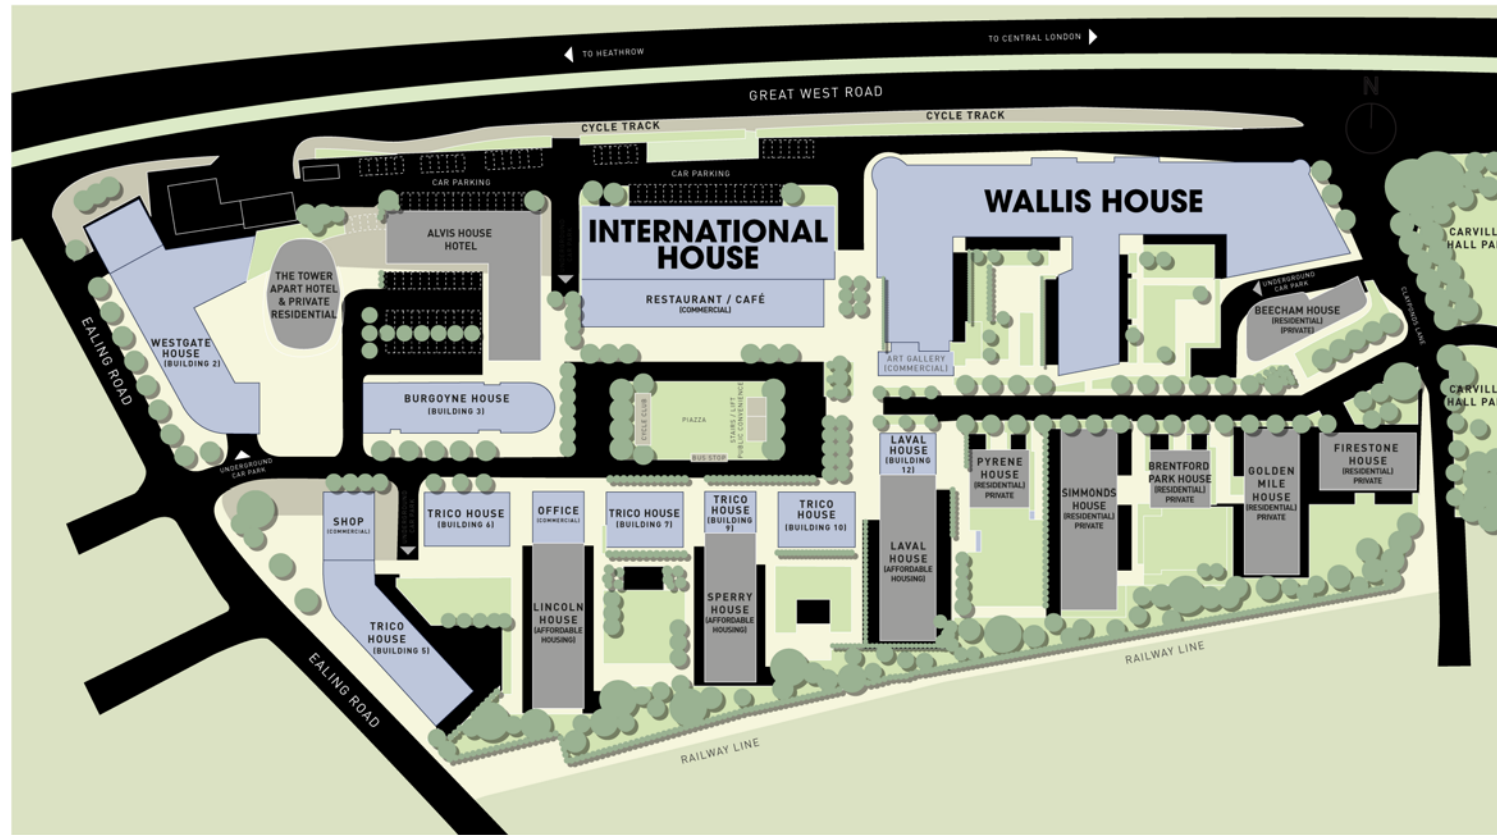 TO HEATHROW
TO CENTRAL LONDON
GREAT WEST ROAD
N
CYCLE TRACK
CYCLE TRACK
CAR PARKING
CAR PARKING
WALLIS HOUSE
ALVIS HOUSE
HOTEL
INTERNATIONAL
HOUSE
RESTAURANT / CAFÉ
(COMMERCIAL)
THE TOWER
APART HOTEL
& PRIVATE
RESIDENTIAL
CARVILL
HALL PA
UNDERGROUND
CAR PARK
BEECHAM HOUSE
(RESIDENTIAL)
(PRIVATE)
CLAYPONDS LANE
WESTGATE
HOUSE
(BUILDING 2)
EALING ROAD
ART GALLERY
(COMMERCIAL)
BURGOYNE HOUSE
(BUILDING 3)
CYCLE CLUB
PIAZZA
STAIRS / LIFT
PUBLIC CONVENIENCE
BUS STOP
CARVILL
HALL PA
UNDERGROUND
CAR PARK
LAVAL
HOUSE
(BUILDING
12)
PYRENE
HOUSE
(RESIDENTIAL)
PRIVATE
SIMMONDS
HOUSE
(RESIDENTIAL)
PRIVATE
BRENTFORD
PARK HOUSE
(RESIDENTIAL)
PRIVATE
GOLDEN
MILE
HOUSE
(RESIDENTIAL)
PRIVATE
FIRESTONE
HOUSE
(RESIDENTIAL)
PRIVATE
SHOP
(COMMERCIAL)
TRICO HOUSE
(BUILDING 6)
OFFICE
(COMMERCIAL)
TRICO HOUSE
(BUILDING 7)
TRICO
HOUSE
(BUILDING
9)
TRICO
HOUSE
(BUILDING 10)
LAVAL
HOUSE
(AFFORDABLE
HOUSING)
LINCOLN
HOUSE
(AFFORDABLE
HOUSING)
SPERRY
HOUSE
(AFFORDABLE
HOUSING)
TRICO
HOUSE
(BUILDING 5)
EALING ROAD
RAILWAY LINE
RAILWAY LINE